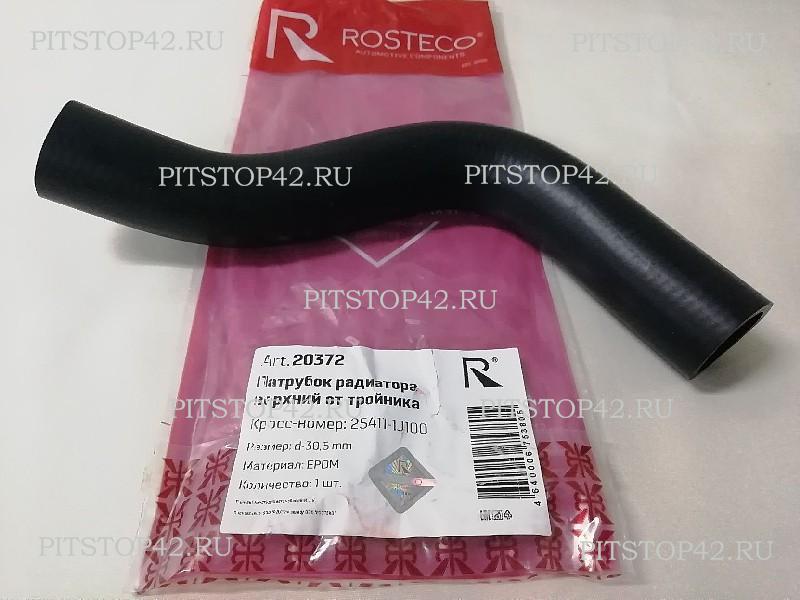 PITSTOP42.RU PITSTOP42.RU
R ROSTECO®
AUTOMOTIVE COMPONENTS
PITSTOP42.RU PITSTOP42.RU
PITSTOP42.RU
Art. 20372
Патрубок радиатора
верхний от тройника
PITSTOP42.RU PITSTOP42.RU
Кросс-номер: 25411-1J100
Размер: d-30,5 mm
Материал: EPDM
Количество: 1 шт.
R®
PITSTOP42.RU PITSTOP42.RU